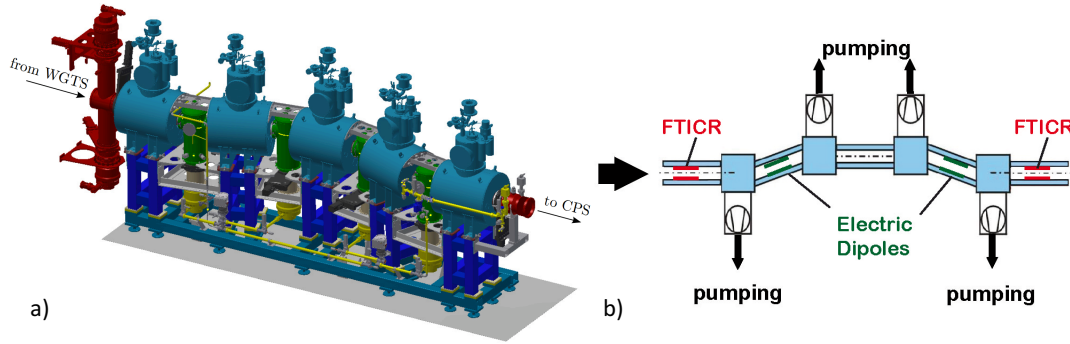 from WGTS
to CPS
a)
pumping
FTICR
FTICR
Electric
Dipoles
pumping
pumping
b)